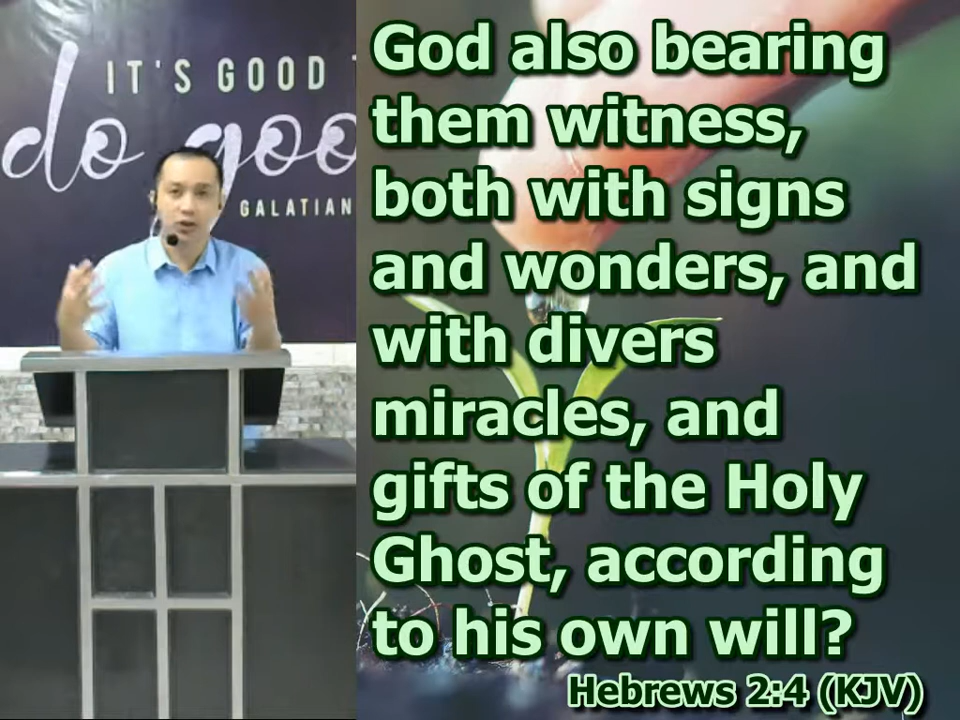 IT'S GOOD
do goo
GALATIAN
God also bearing
them witness,
both with signs
and wonders, and
with divers
miracles, and
gifts of the Holy
Ghost, according
to his own will?
Hebrews 2:4 (KJV)